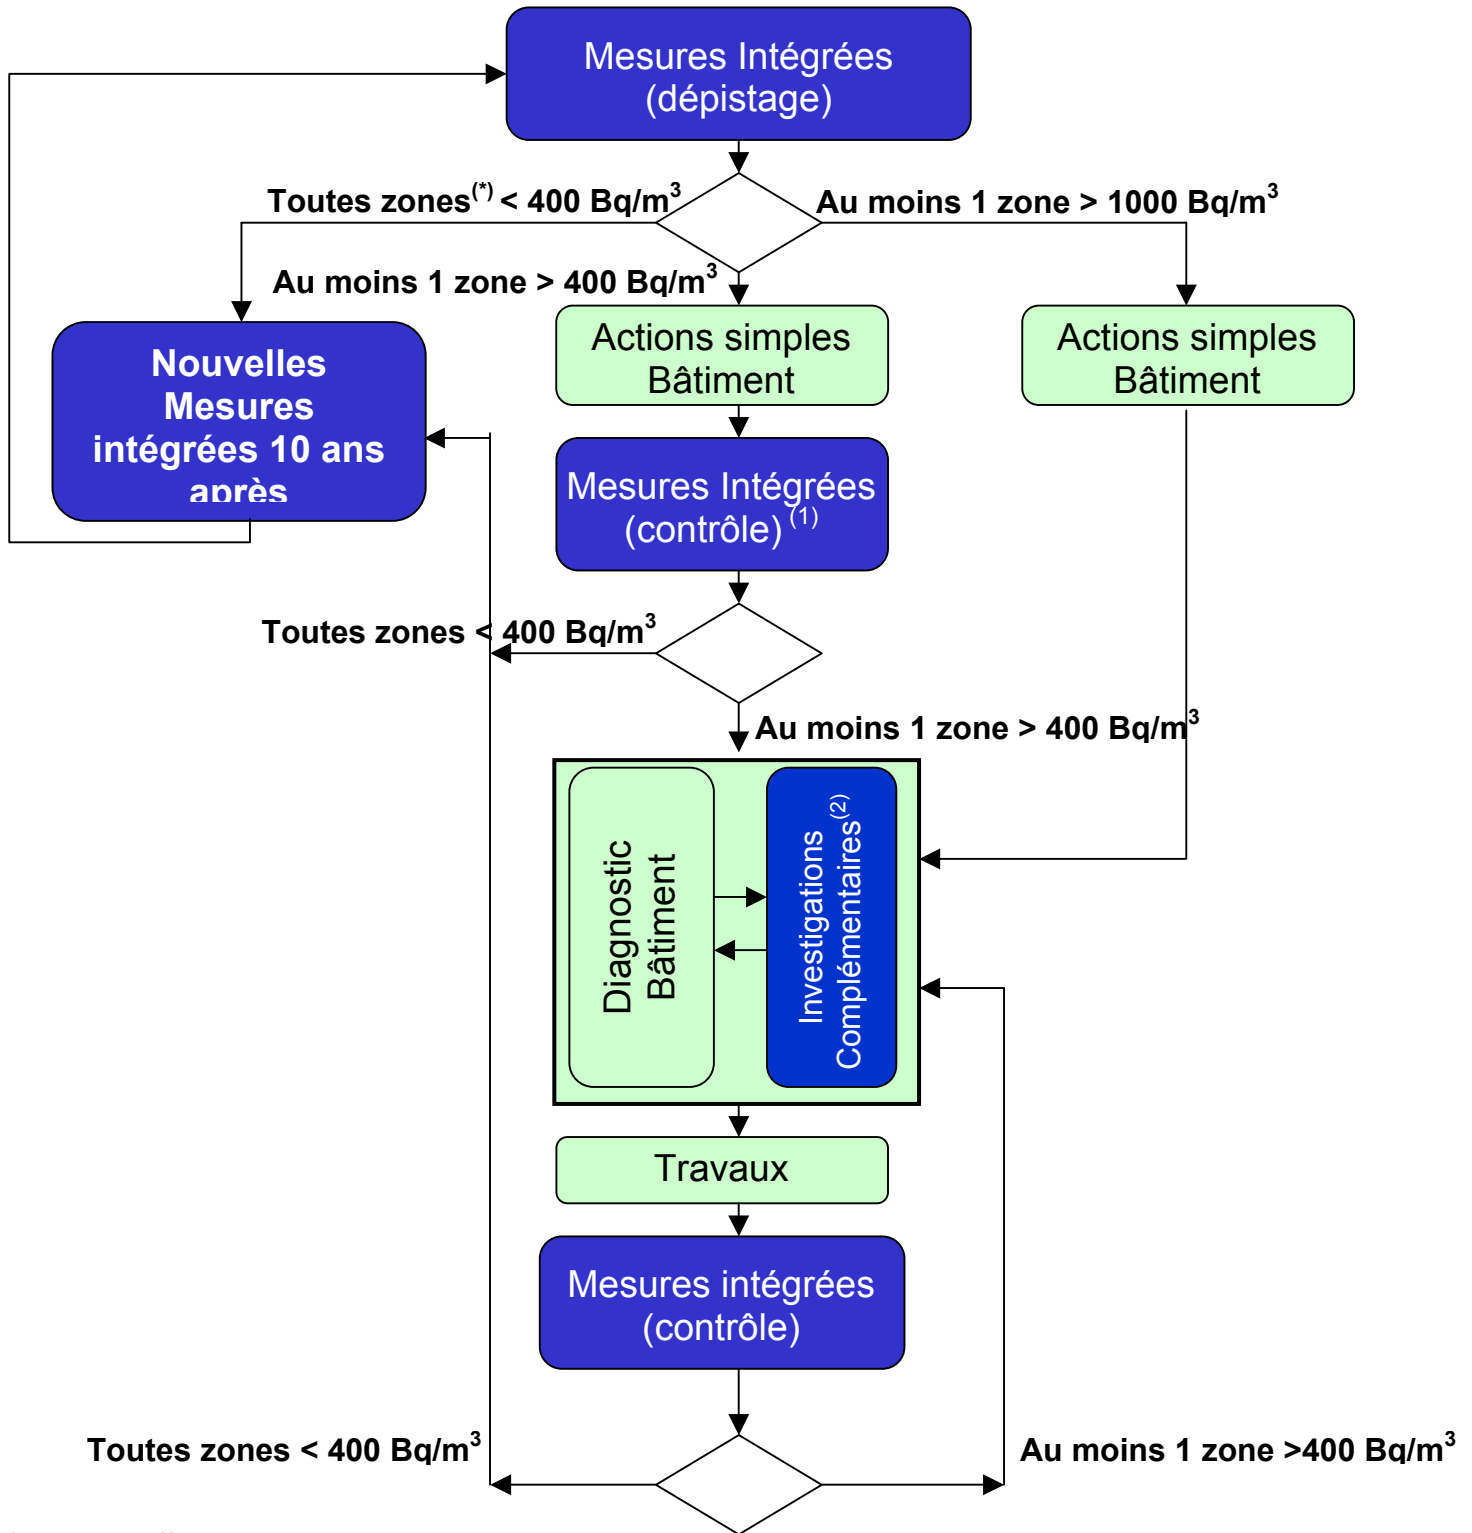 Mesures Intégrées
(dépistage)
Toutes zones(*) < 400 Bq/m³
Au moins 1 zone > 1000 Bq/m³
Au moins 1 zone > 400 Bq/m³
Actions simples
Bâtiment
Actions simples
Bâtiment
Nouvelles
Mesures
intégrées 10 ans
après
Mesures Intégrées
(contrôle) (1)
Toutes zones < 400 Bq/m³
Au moins 1 zone > 400 Bq/m³
Diagnostic
Bâtiment
Investigations
Complémentaires(2)
Travaux
Mesures intégrées
(contrôle)
Toutes zones < 400 Bq/m³
Au moins 1 zone >400 Bq/m³